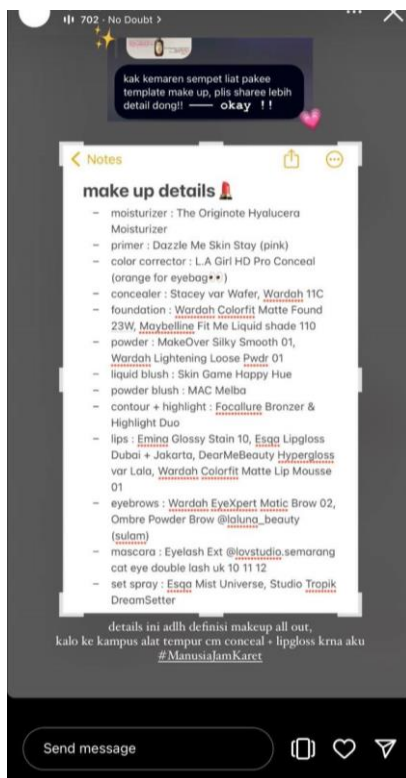 702 · No Doubt >
kak kemaren sempet liat pakee
template make up, plis sharee lebih
detail dong!! —— okay !!
Notes
make up details
– moisturizer : The Originote Hyalucera
Moisturizer
– primer : Dazzle Me Skin Stay (pink)
– color corrector : L.A Girl HD Pro Conceal
(orange for eyebag👀)
– concealer : Stacey var Wafer, Wardah 11C
– foundation : Wardah Colorfit Matte Found
23W, Maybelline Fit Me Liquid shade 110
– powder : MakeOver Silky Smooth 01,
Wardah Lightening Loose Pwdr 01
– liquid blush : Skin Game Happy Hue
– powder blush : MAC Melba
– contour + highlight : Focallure Bronzer &
Highlight Duo
– lips : Emina Glossy Stain 10, Esqa Lipgloss
Dubai + Jakarta, DearMeBeauty Hypergloss
var Lala, Wardah Colorfit Matte Lip Mousse
01
– eyebrows : Wardah EyeXpert Matic Brow 02,
Ombre Powder Brow @laluna_beauty
(sulam)
– mascara : Eyelash Ext @lovstudio.semarang
cat eye double lash uk 10 11 12
– set spray : Esqa Mist Universe, Studio Tropik
DreamSetter
details ini adlh definisi makeup all out,
kalo ke kampus alat tempur cm conceal + lipgloss krna aku
#ManusiaJamKaret
Send message